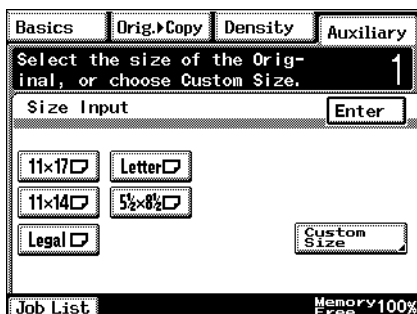 Basics Orig.▸Copy Density Auxiliary
Select the size of the Orig-
inal, or choose Custom Size.
1
Size Input
Enter
11×17 Letter
11×14 5½×8½
Legal
Custom
Size
Job List
Memory 100%
Free